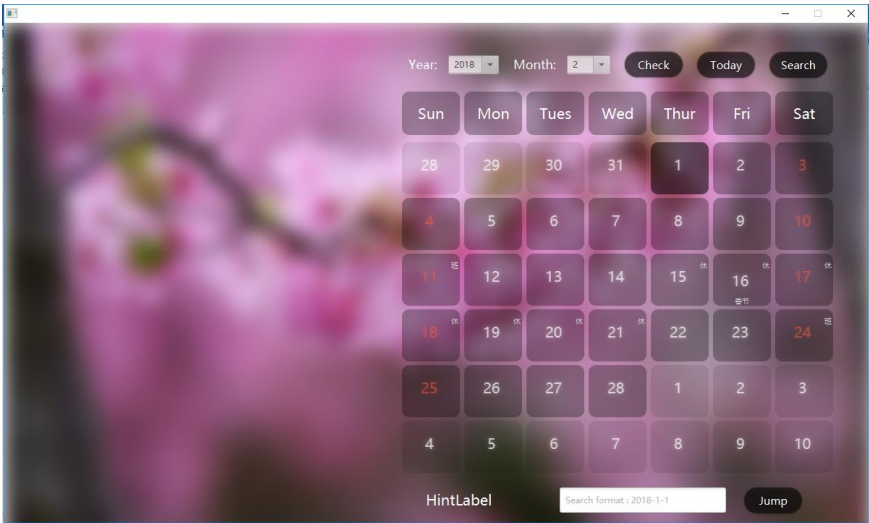 Year: 2018 Month: 2 Check Today Search
Sun Mon Tues Wed Thur Fri Sat
28 29 30 31 1 2 3
4 5 6 7 8 9 10
11 班 12 13 14 15 休 16 休 17 休
春节
18 休 19 休 20 休 21 休 22 23 24 班
25 26 27 28 1 2 3
4 5 6 7 8 9 10
HintLabel Search format : 2018-1-1 Jump